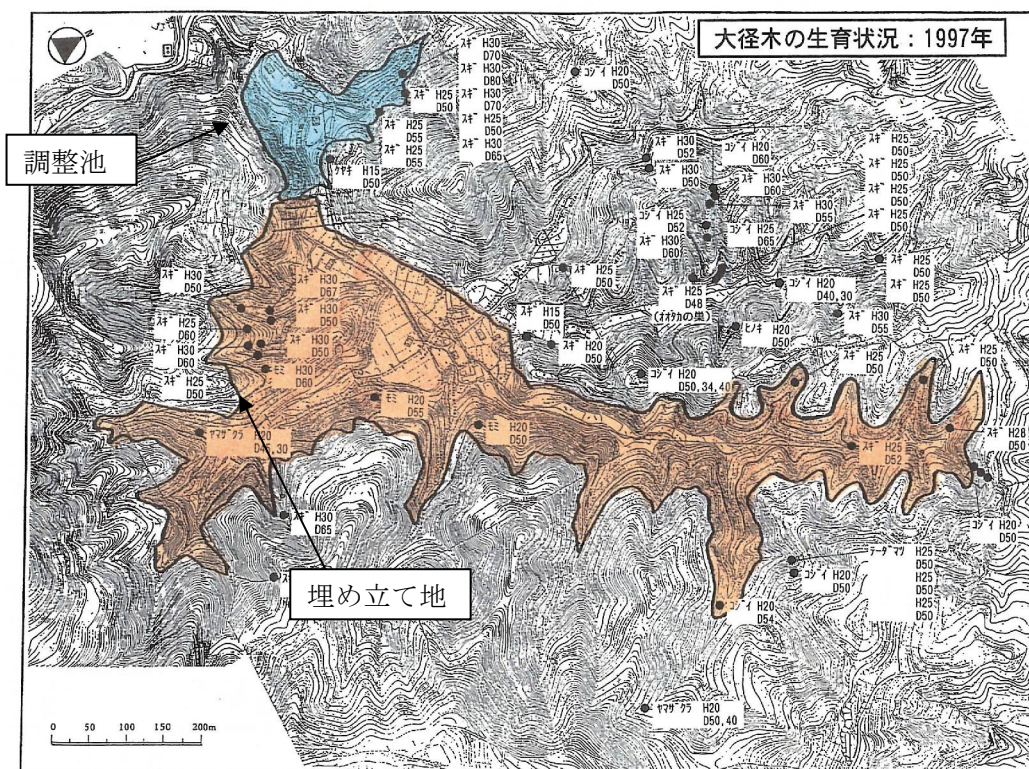 大径木の生育状況：1997年
N
調整池
埋め立て地
ｽｷﾞ H30
D70
H30
D80
ｽｷﾞ H30
D70
ｽｷﾞ H25
D50
ｽｷﾞ H30
D65
ｽｷﾞ H25
D50
ｽｷﾞ H25
D55
ｽｷﾞ H25
D55
ｺｼﾞｲ H20
D50
ｹﾔｷ H15
D50
ｽｷﾞ H30
D52
ｽｷﾞ H30
D50
ｺｼﾞｲ H20
D60
ｽｷﾞ H30
D60
ｺｼﾞｲ H25
D52
ｽｷﾞ H30
D60
ｺｼﾞｲ H25
D65
ｽｷﾞ H30
D55
ｽｷﾞ H25
D50
ｽｷﾞ H25
D50
ｽｷﾞ H25
D50
ｽｷﾞ H25
D50
ｽｷﾞ H25
D50
ｽｷﾞ H25
D50
ｽｷﾞ H25
D50
ｽｷﾞ H25
D48
(ｵｵﾀｶの巣)
ｺｼﾞｲ H20
D40,30
ﾋﾉｷ H20
D50
ｽｷﾞ H30
D55
ｽｷﾞ H30
D50
ｽｷﾞ H30
D67
ｽｷﾞ H30
D50
ｽｷﾞ H25
D60
ｽｷﾞ H30
D60
ｽｷﾞ H25
D50
ｽｷﾞ H30
D50
ﾓﾐ H30
D60
ｽｷﾞ H15
D50
ｽｷﾞ H20
D50
ｺｼﾞｲ H20
D50,34,40
ｽｷﾞ H25
D50
ｽｷﾞ H25
D50
ﾓﾐ H20
D55
ﾓﾐ H20
D50
ﾔﾏｻﾞｸﾗ H20
D45,30
ｽｷﾞ H25
D52
ｽｷﾞ H28
D50
ｺｼﾞｲ H20
D50
ｽｷﾞ H30
D65
ﾃｰﾀﾞﾏﾂ H25
D50
H25
D50
H25
D50
ｺｼﾞｲ H20
D50
ｺｼﾞｲ H20
D54
ﾔﾏｻﾞｸﾗ H20
D50,40
0 50 100 150 200m